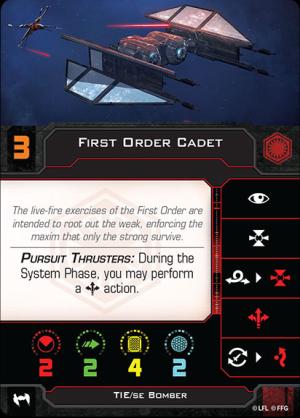 3
First Order Cadet
The live-fire exercises of the First Order are
intended to root out the weak, enforcing the
maxim that only the strong survive.
Pursuit Thrusters: During the
System Phase, you may perform
a action.
2 2 4 2
TIE/se Bomber
©LFL ©FFG